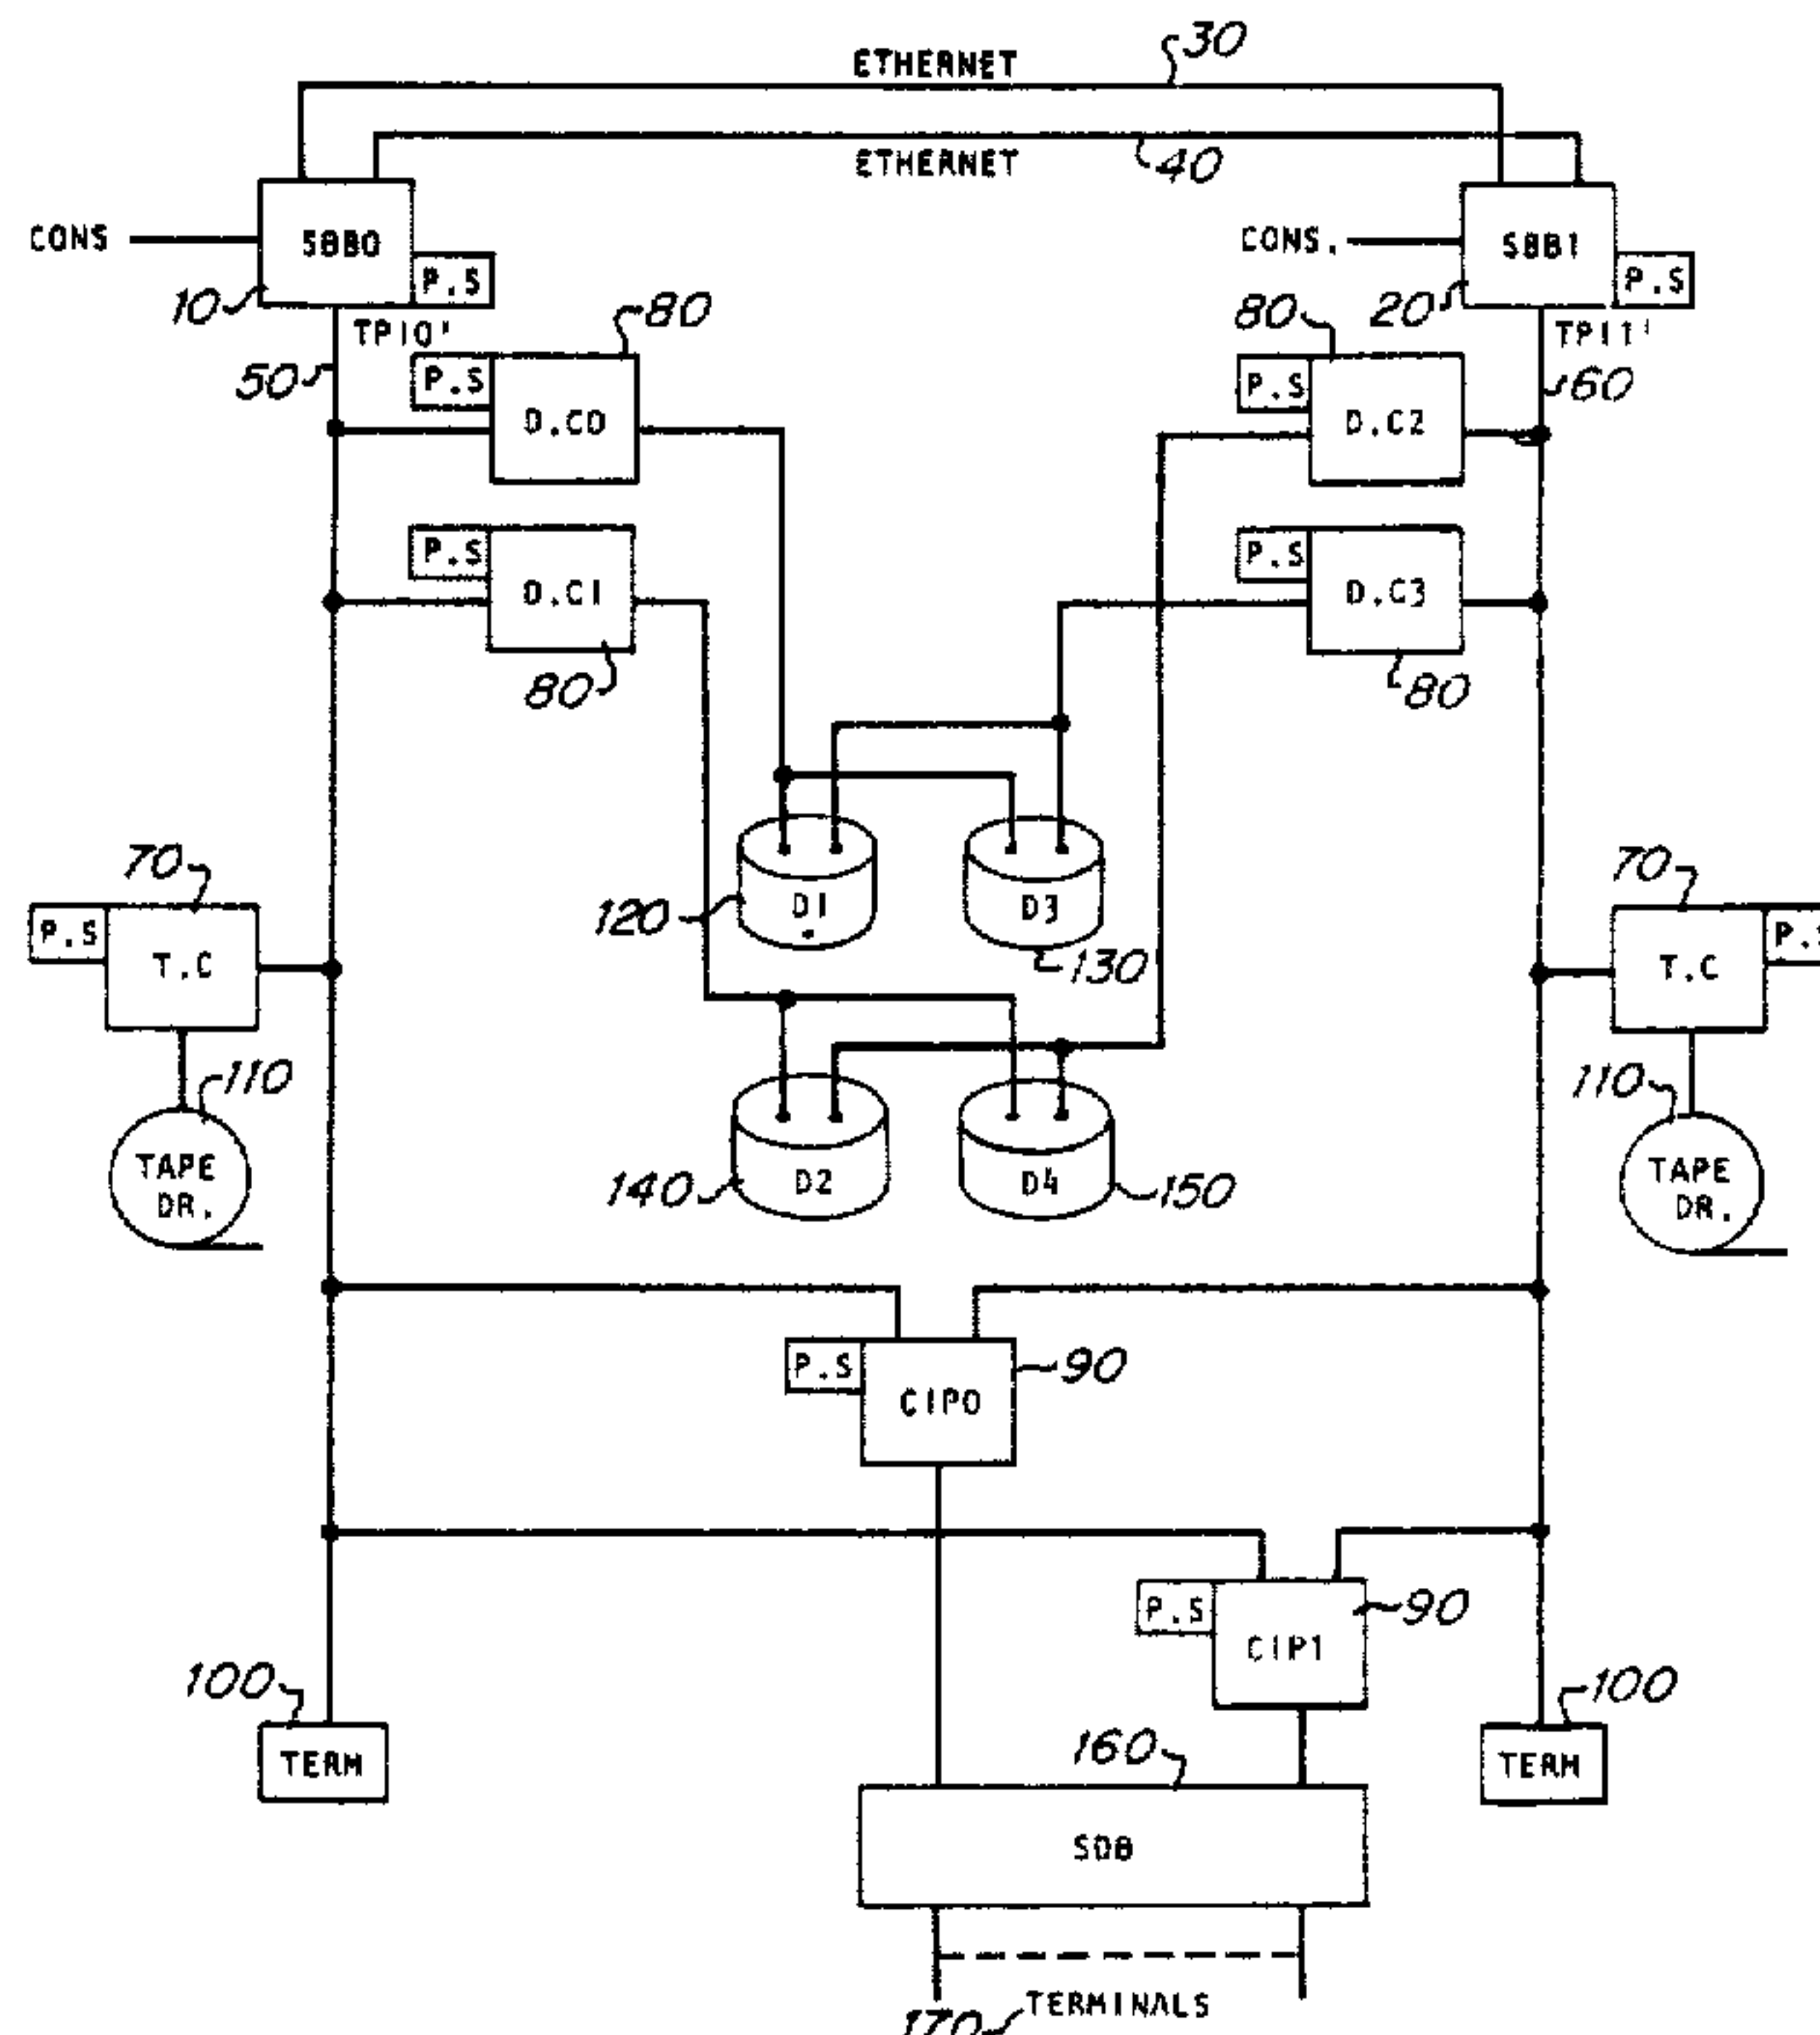 30
ETHERNET
ETHERNET
40
CONS
SBB0
P.S
10
CONS.
SBB1
P.S
20
TPI0'
TPI1'
50
60
80
P.S
D.C0
80
P.S
D.C2
P.S
D.C1
80
P.S
D.C3
80
70
P.S
T.C
70
T.C
120
D1
D3
130
110
TAPE
DR.
110
TAPE
DR.
140
D2
D4
150
P.S
CIP0
90
P.S
CIP1
90
100
TERM
100
TERM
160
SDB
TERMINALS
170